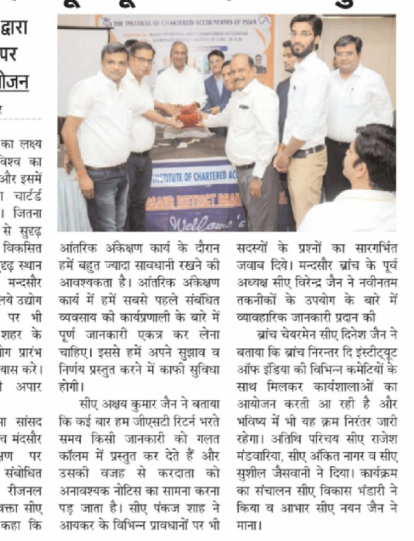 द्वारा
पर
योजन
THE INSTITUTE OF CHARTERED ACCOUNTANTS OF INDIA
INSTITUTE OF CHARTERED AC
DISTRICT BRAN
Welcome
का लक्ष्य
विश्व का
और इसमें
चार्टर्ड
। जितना
से सुदृढ़
विकसित
दृढ़ स्थान
मन्दसौर
लये उद्योग
पर भी
शहर के
ोग प्रारंभ
यास करे।
अपार
सांसद
च मंदसौर
क्षण पर
संबोधित
रीजनल
वक्ता सीए
कहा कि
आंतरिक अंकेक्षण कार्य के दौरान
हमें बहुत ज्यादा सावधानी रखने की
आवश्यकता है। आंतरिक अंकेक्षण
कार्य में हमें सबसे पहले संबंधित
व्यवसाय की कार्यप्रणाली के बारे में
पूर्ण जानकारी एकत्र कर लेना
चाहिए। इससे हमें अपने सुझाव व
निर्णय प्रस्तुत करने में काफी सुविधा
होगी।
सीए अक्षय कुमार जैन ने बताया
कि कई बार हम जीएसटी रिटर्न भरते
समय किसी जानकारी को गलत
कॉलम में प्रस्तुत कर देते हैं और
उसकी वजह से करदाता को
अनावश्यक नोटिस का सामना करना
पड़ जाता है। सीए पंकज शाह ने
आयकर के विभिन्न प्रावधानों पर भी
सदस्यों के प्रश्नों का सारगर्भित
जवाब दिये। मन्दसौर ब्रांच के पूर्व
अध्यक्ष सीए विरेन्द्र जैन ने नवीनतम
तकनीकों के उपयोग के बारे में
व्यावहारिक जानकारी प्रदान की
ब्रांच चेयरमेन सीए दिनेश जैन ने
बताया कि ब्रांच निरन्तर दि इंस्टीट्यूट
ऑफ इंडिया की विभिन्न कमेटियों के
साथ मिलकर कार्यशालाओं का
आयोजन करती आ रही है और
भविष्य में भी यह क्रम निरंतर जारी
रहेगा। अतिथि परिचय सीए राजेश
मंडवारिया, सीए अंकित नागर व सीए
सुशील जैसवानी ने दिया। कार्यक्रम
का संचालन सीए विकास भंडारी ने
किया व आभार सीए नयन जैन ने
माना।